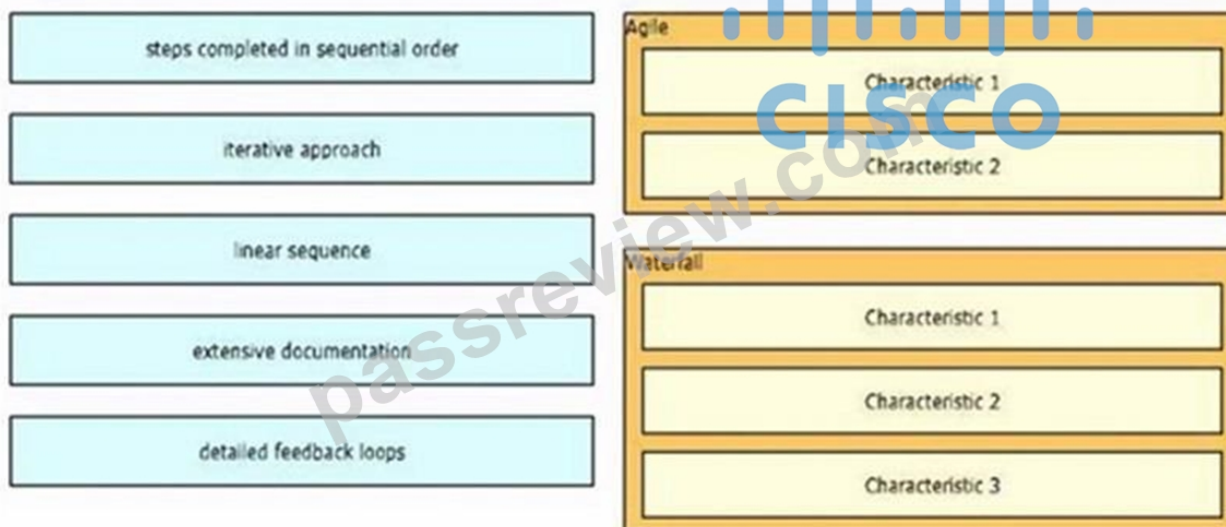 steps completed in sequential order
iterative approach
linear sequence
extensive documentation
detailed feedback loops
Agile
Characteristic 1
Characteristic 2
Waterfall
Characteristic 1
Characteristic 2
Characteristic 3
CISCO
passreview.com